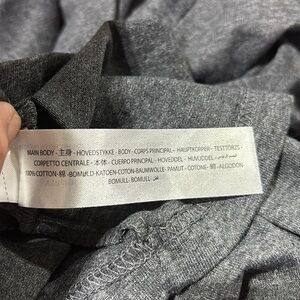 MAIN BODY - 主身 - HOVEDSTYKKE - BODY - CORPS PRINCIPAL - HAUPTKÖRPER - TESTTÖRZS -
CORPETTO CENTRALE - 本体 - CUERPO PRINCIPAL - HOVEDDEL - HUVUDDEL -
100% COTTON - 棉 - BOMULD - KATOEN - COTON - BAUMWOLLE - PAMUT - COTONE - 綿 - ALGODÓN
BOMULL - BOMULL -